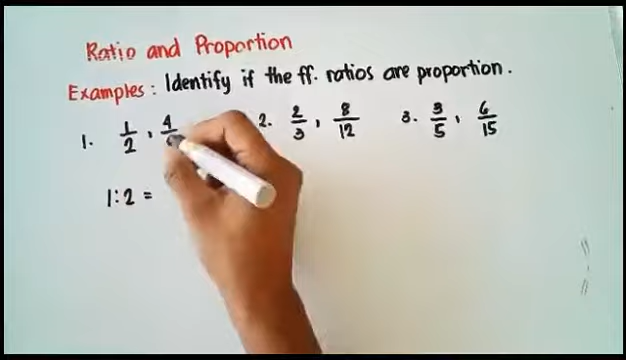 Ratio and Proportion
Examples: Identify if the ff. ratios are proportion.
1. 1/2, 4/ 2. 2/3, 8/12 3. 3/5, 6/15
1:2 =